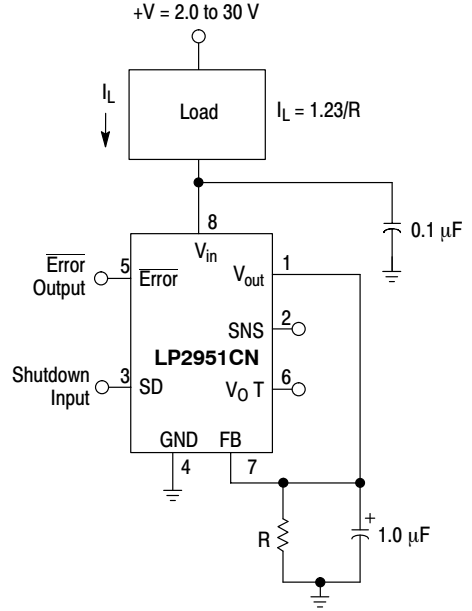 +V = 2.0 to 30 V
I_L
Load
I_L = 1.23/R
8
0.1 μF
V_in
Error
Output
5
Error
V_out
1
SNS
2
LP2951CN
Shutdown
Input
3
SD
V_O T
6
GND
FB
4
7
R
+
1.0 μF